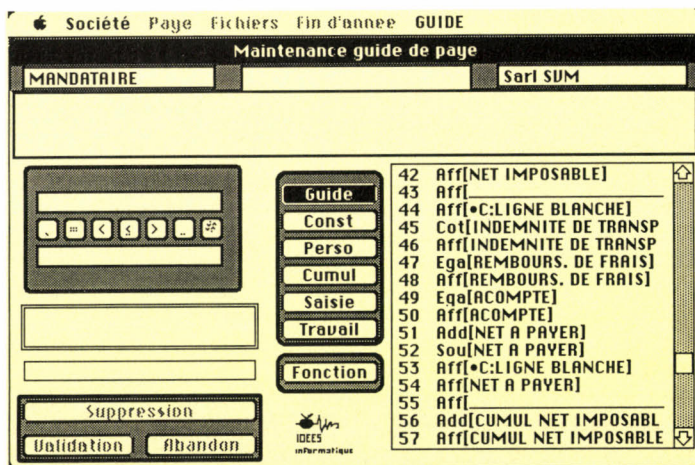 Société Paye Fichiers Fin d'annee GUIDE
Maintenance guide de paye
MANDATAIRE
Sarl SVM
Guide
Const
Perso
Cumul
Saisie
Travail
Fonction
Suppression
Validation Abandon
IDEES
informatique
42 Aff[NET IMPOSABLE]
43 Aff[_______________
44 Aff[•C:LIGNE BLANCHE]
45 Cot[INDEMNITE DE TRANSP
46 Aff[INDEMNITE DE TRANSP
47 Ega[REMBOURS. DE FRAIS]
48 Aff[REMBOURS. DE FRAIS]
49 Ega[ACOMPTE]
50 Aff[ACOMPTE]
51 Add[NET A PAYER]
52 Sou[NET A PAYER]
53 Aff[•C:LIGNE BLANCHE]
54 Aff[NET A PAYER]
55 Aff[_______________
56 Add[CUMUL NET IMPOSABL
57 Aff[CUMUL NET IMPOSABLE